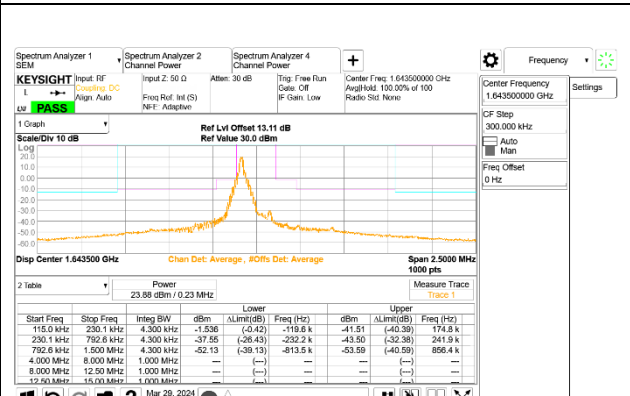 Spectrum Analyzer 1
SEM
Spectrum Analyzer 2
Channel Power
Spectrum Analyzer 4
Channel Power
Frequency
KEYSIGHT
Input: RF
Coupling: DC
Align: Auto
Input Z: 50 Ω
Freq Ref: Int (S)
NFE: Adaptive
Atten: 30 dB
Trig: Free Run
Gate: Off
IF Gain: Low
Center Freq: 1.643500000 GHz
Avg|Hold: 100.00% of 100
Radio Std: None
L
PASS
Center Frequency
1.643500000 GHz
Settings
CF Step
300.000 kHz
Auto
Man
Freq Offset
0 Hz
1 Graph
Scale/Div 10 dB
Ref Lvl Offset 13.11 dB
Ref Value 30.0 dBm
Log
20.0
10.0
0.00
-10.0
-20.0
-30.0
-40.0
-50.0
-60.0
Disp Center 1.643500 GHz
Chan Det: Average , #Offs Det: Average
Span 2.5000 MHz
1000 pts
2 Table
Power
23.88 dBm / 0.23 MHz
Measure Trace
Trace 1
Lower Upper
Start Freq Stop Freq Integ BW dBm ΔLimit(dB) Freq (Hz) dBm ΔLimit(dB) Freq (Hz)
115.0 kHz 230.1 kHz 4.300 kHz -1.536 (-0.42) -119.6 k -41.51 (-40.39) 174.8 k
230.1 kHz 792.6 kHz 4.300 kHz -37.55 (-26.43) -232.2 k -43.50 (-32.38) 241.9 k
792.6 kHz 1.500 MHz 4.300 kHz -52.13 (-39.13) -813.5 k -53.59 (-40.59) 856.4 k
4.000 MHz 8.000 MHz 1.000 MHz --- (---) --- --- (---) ---
8.000 MHz 12.50 MHz 1.000 MHz --- (---) --- --- (---) ---
12.50 MHz 15.00 MHz 1.000 MHz --- (---) --- --- (---) ---
Mar 29, 2024